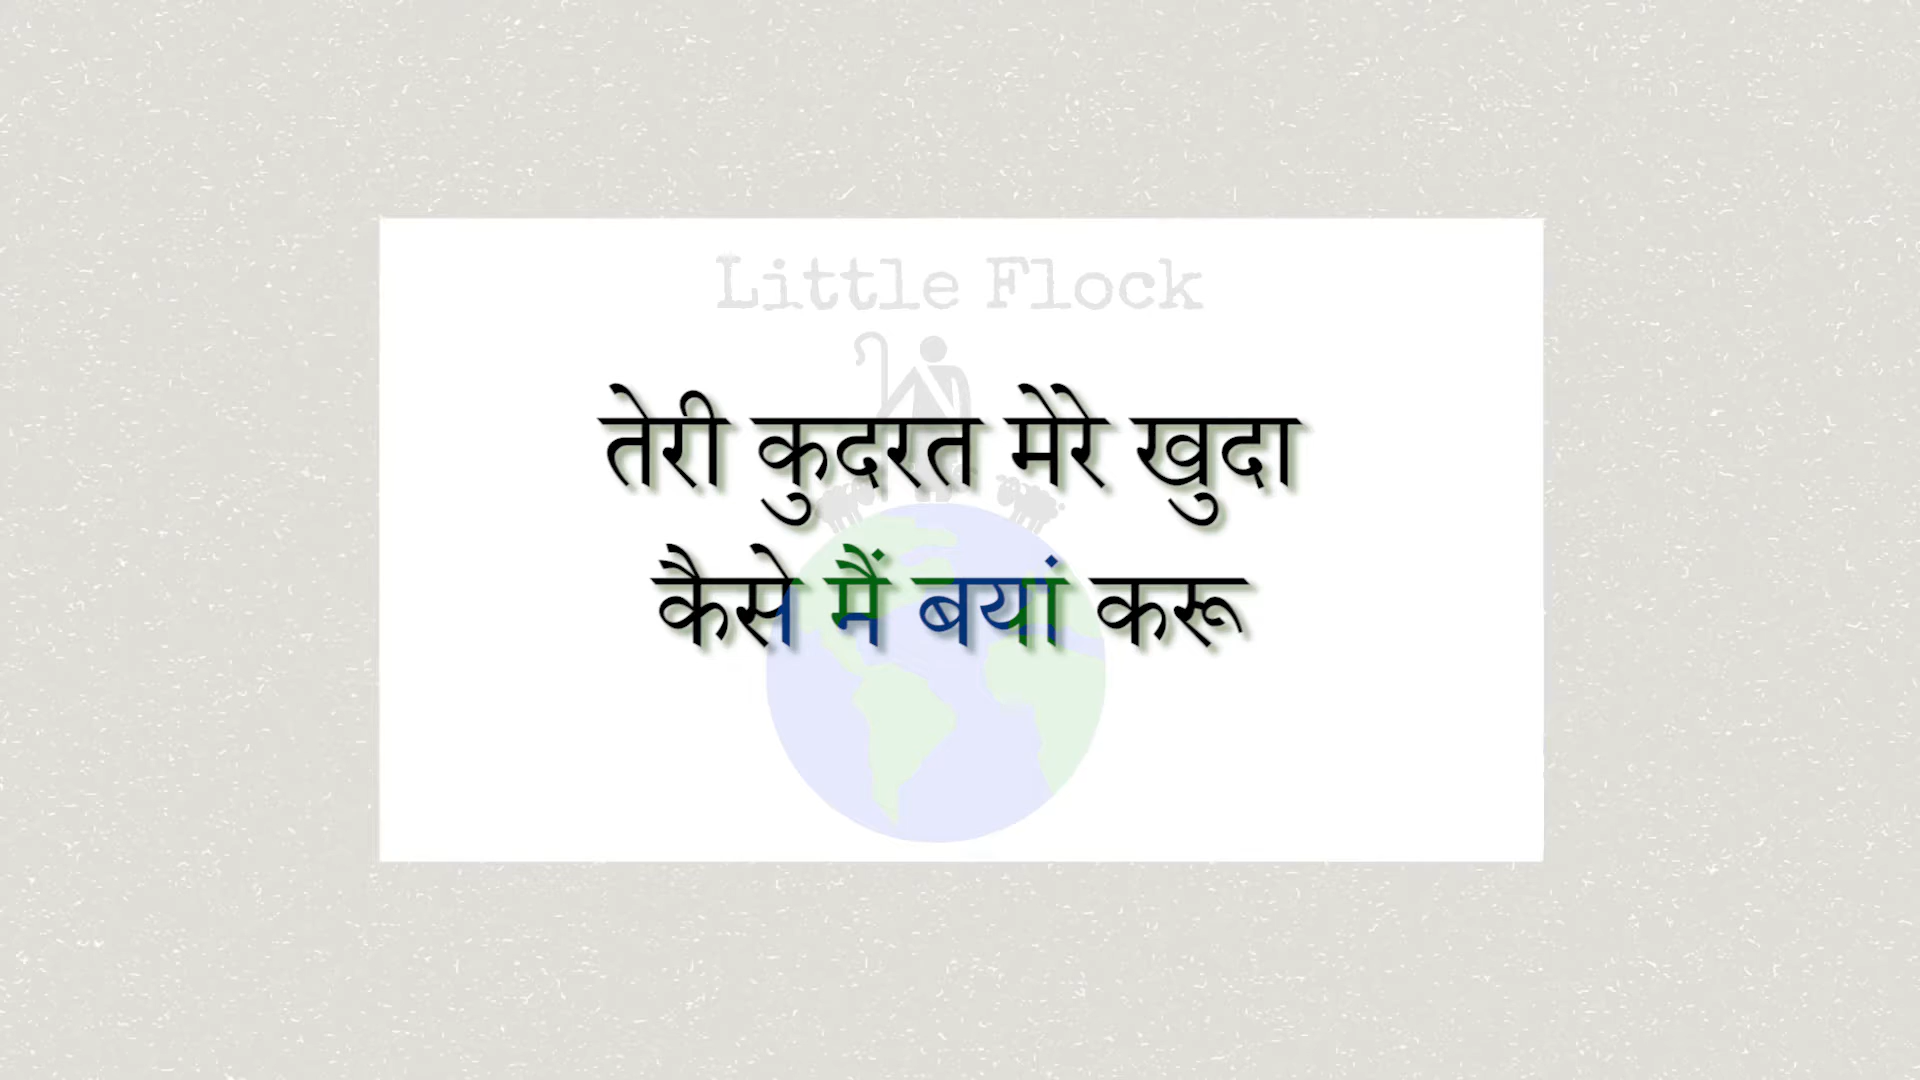 Little Flock
तेरी कुदरत मेरे खुदा
कैसे मैं बयां करू